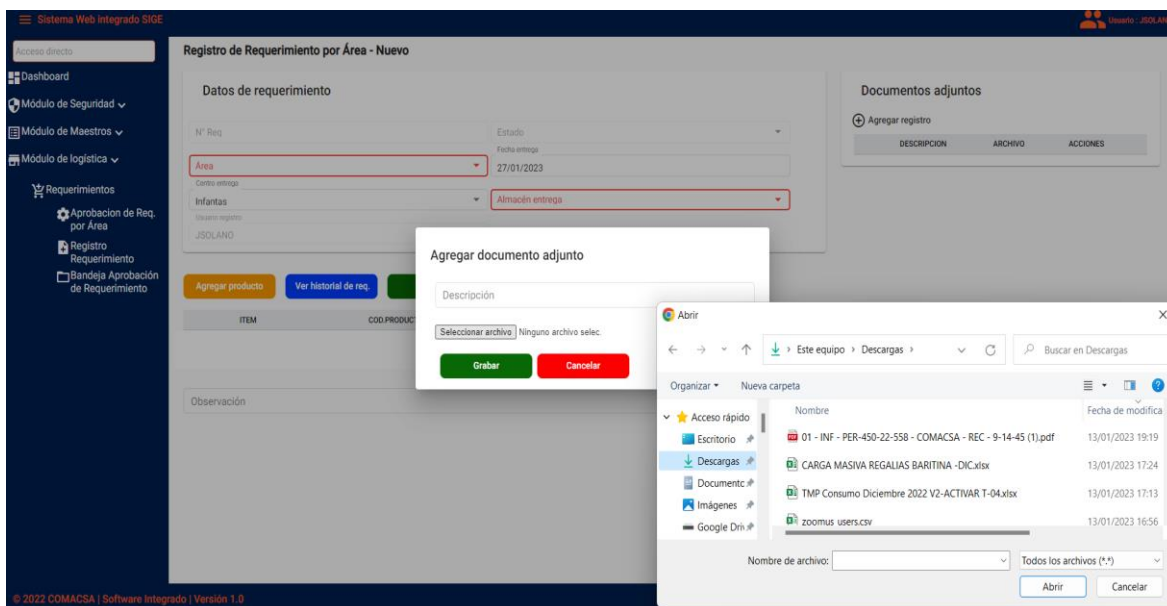 Sistema Web integrado SIGE
Usuario : JSOLAN
Acceso directo
Dashboard
Módulo de Seguridad
Módulo de Maestros
Módulo de logística
Requerimientos
Aprobacion de Req.
por Área
Registro
Requerimiento
Bandeja Aprobación
de Requerimiento
Registro de Requerimiento por Área - Nuevo
Datos de requerimiento
N° Req
Estado
Fecha entrega
Área
27/01/2023
Centro entrega
Infantas
Almacén entrega
Usuario registro
JSOLANO
Documentos adjuntos
Agregar registro
DESCRIPCION ARCHIVO ACCIONES
Agregar producto
Ver historial de req.
ITEM
COD.PRODUC
Observación
Agregar documento adjunto
Descripción
Seleccionar archivo Ninguno archivo selec.
Grabar
Cancelar
Abrir
Este equipo > Descargas >
Buscar en Descargas
Organizar
Nueva carpeta
Acceso rápido
Escritorio
Descargas
Documentc
Imágenes
Google Driv
Nombre
Fecha de modifica
01 - INF - PER-450-22-558 - COMACSA - REC - 9-14-45 (1).pdf 13/01/2023 19:19
CARGA MASIVA REGALIAS BARITINA -DIC.xlsx 13/01/2023 17:24
TMP Consumo Diciembre 2022 V2-ACTIVAR T-04.xlsx 13/01/2023 17:13
zoomus_users.csv 13/01/2023 16:56
Nombre de archivo:
Todos los archivos (*.*)
Abrir
Cancelar
© 2022 COMACSA | Software Integrado | Versión 1.0